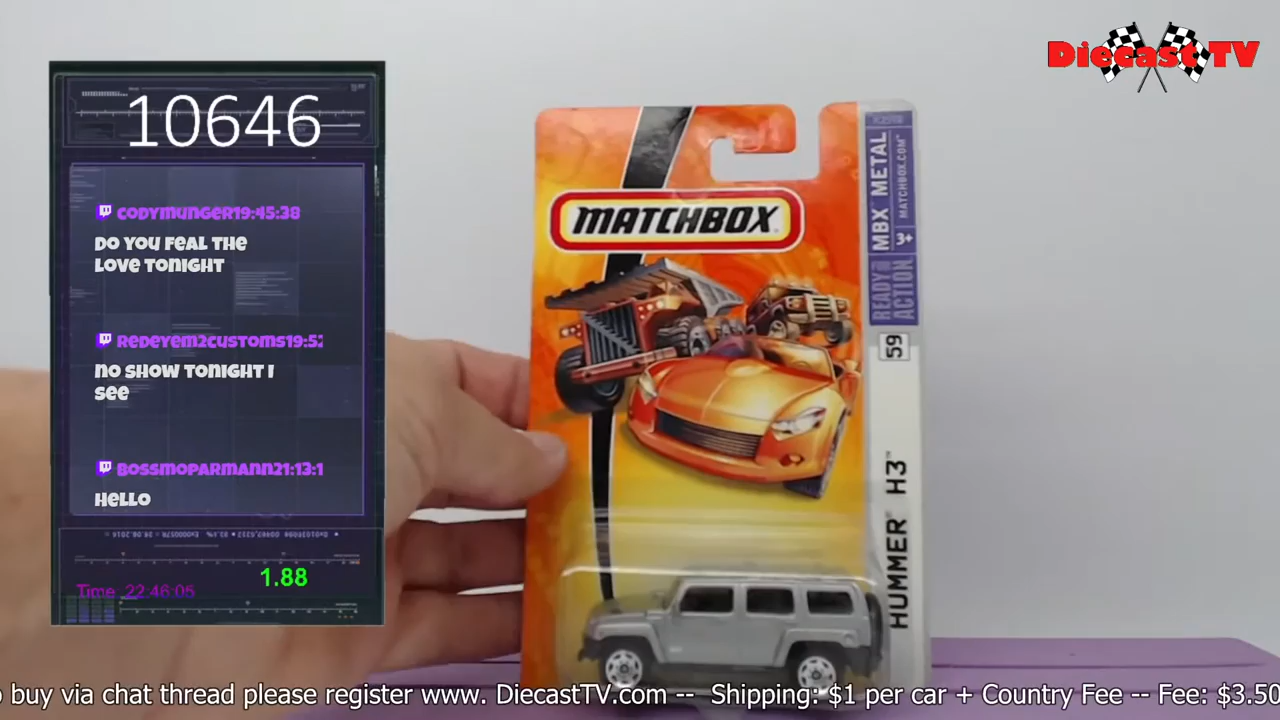 Diecast TV
10646
codymunger19:45:38
Do you feal the
love tonight
Redeyem2customs19:5
no show tonight i
see
Bossmoparmann21:13:1
Hello
Time 22:46:05
1.88
MATCHBOX
MBX METAL
MATCHBOX.COM
3+
READY ACTION
59
HUMMER™ H3™
buy via chat thread please register www. DiecastTV.com -- Shipping: $1 per car + Country Fee -- Fee: $3.50